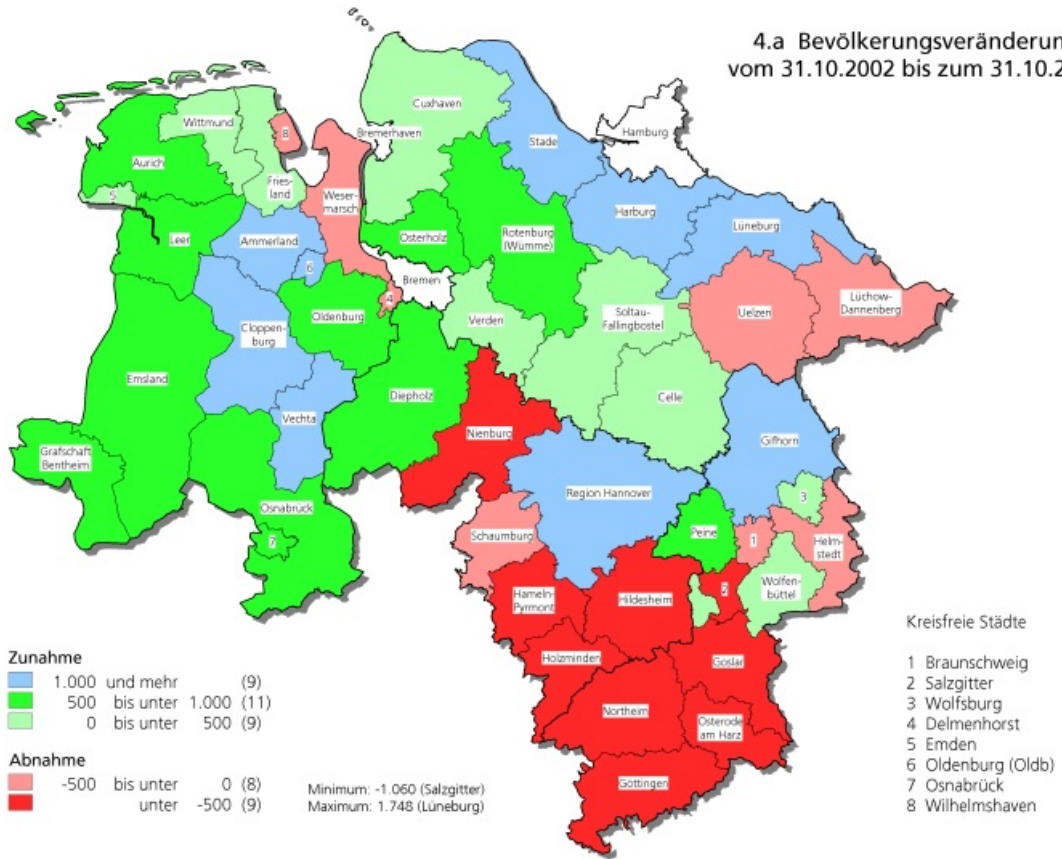 4.a Bevölkerungsveränderun
vom 31.10.2002 bis zum 31.10.2
Cuxhaven
Wittmund
Bremerhaven
Hamburg
8
Stade
Aurich
Fries-
land
Weser-
marsch
5
Harburg
Lüneburg
Leer
Ammerland
Osterholz
Rotenburg
(Wümme)
6
Bremen
4
Lüchow-
Dannenberg
Oldenburg
Verden
Soltau-
Fallingbostel
Uelzen
Cloppen-
burg
Emsland
Diepholz
Celle
Vechta
Nienburg
Gifhorn
Grafschaft
Bentheim
Region Hannover
3
Osnabrück
Schaumburg
Peine
1
Helm-
stedt
7
Hameln-
Pyrmont
Hildesheim
2
Wolfen-
büttel
Holzminden
Goslar
Northeim
Osterode
am Harz
Göttingen
Zunahme
1.000 und mehr (9)
500 bis unter 1.000 (11)
0 bis unter 500 (9)
Abnahme
-500 bis unter 0 (8)
unter -500 (9)
Minimum: -1.060 (Salzgitter)
Maximum: 1.748 (Lüneburg)
Kreisfreie Städte
1 Braunschweig
2 Salzgitter
3 Wolfsburg
4 Delmenhorst
5 Emden
6 Oldenburg (Oldb)
7 Osnabrück
8 Wilhelmshaven